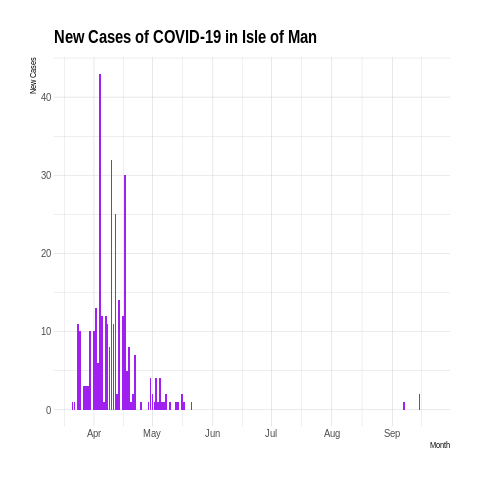 New Cases of COVID-19 in Isle of Man
New Cases
40
30
20
10
0
Apr May Jun Jul Aug Sep
Month